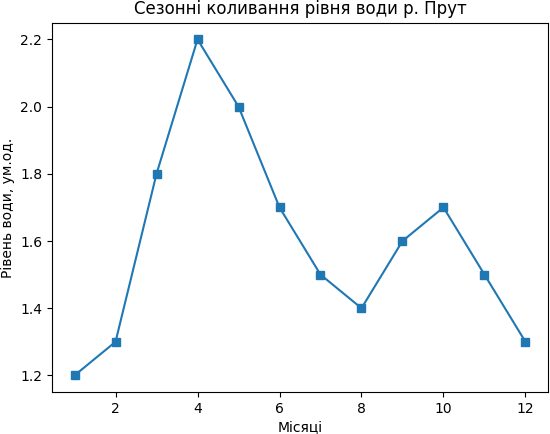 Сезонні коливання рівня води р. Прут
Рівень води, ум.од.
2.2
2.0
1.8
1.6
1.4
1.2
2 4 6 8 10 12
Місяці